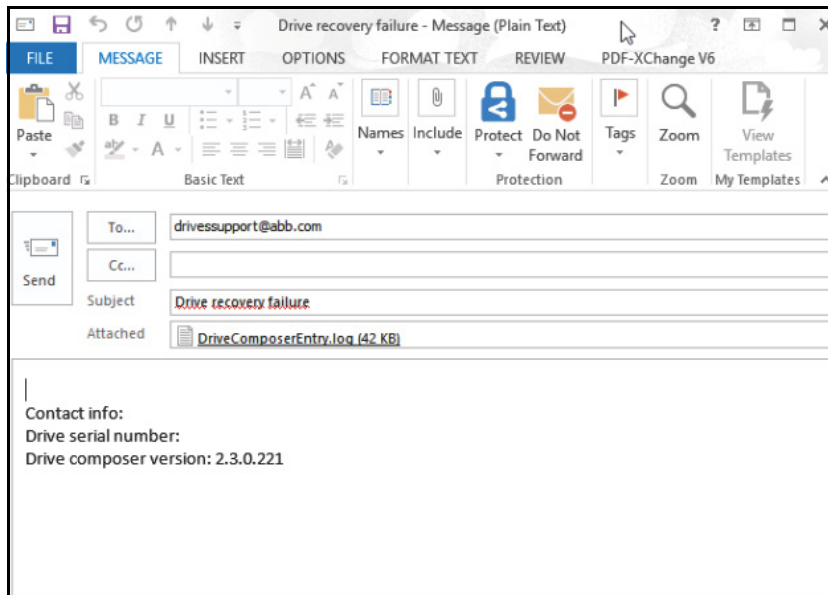 Drive recovery failure - Message (Plain Text) ?
FILE MESSAGE INSERT OPTIONS FORMAT TEXT REVIEW PDF-XChange V6
Paste B I U A A ab A Names Include Protect Do Not Forward Tags Zoom View Templates
Clipboard Basic Text Protection Zoom My Templates
Send
To... drivessupport@abb.com
Cc...
Subject Drive recovery failure
Attached DriveComposerEntry.log (42 KB)
Contact info:
Drive serial number:
Drive composer version: 2.3.0.221